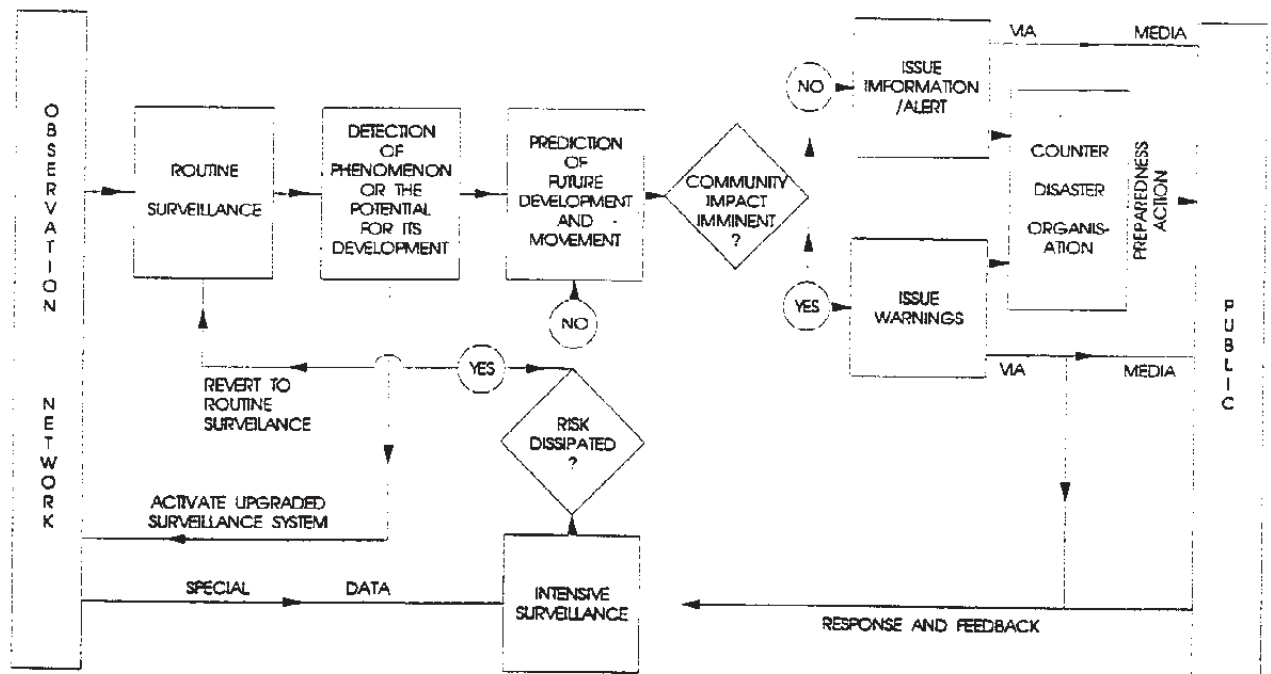 OBSERVATION
NETWORK
ROUTINE
SURVEILLANCE
DETECTION
OF
PHENOMENON
OR THE
POTENTIAL
FOR ITS
DEVELOPMENT
PREDICTION
OF
FUTURE
DEVELOPMENT
AND
MOVEMENT
COMMUNITY
IMPACT
IMMINENT
?
NO
YES
ISSUE
IMFORMATION
/ALERT
VIA MEDIA
COUNTER
DISASTER
ORGANIS-
ATION
PREPAREDNESS
ACTION
ISSUE
WARNINGS
VIA MEDIA
PUBLIC
NO
YES
REVERT TO
ROUTINE
SURVEILANCE
RISK
DISSIPATED
?
ACTIVATE UPGRADED
SURVEILLANCE SYSTEM
SPECIAL DATA
INTENSIVE
SURVEILLANCE
RESPONSE AND FEEDBACK